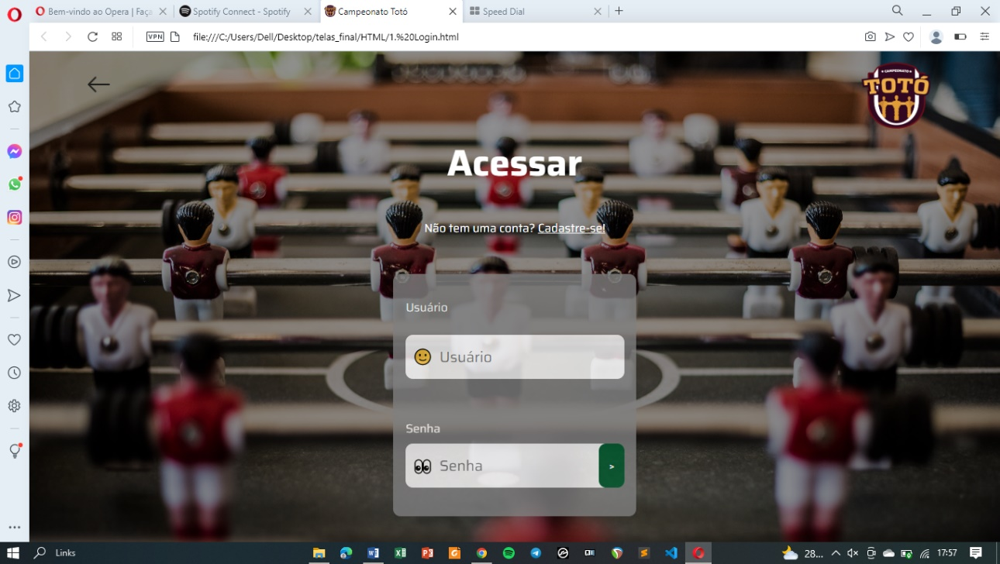 Bem-vindo ao Opera | Faça
Spotify Connect - Spotify
Campeonato Totó
Speed Dial
VPN
file:///C:/Users/Dell/Desktop/telas_final/HTML/1.%20Login.html
CAMPEONATO
TOTÓ
Acessar
Não tem uma conta? Cadastre-se!
Usuário
Usuário
Senha
Senha
>
Links
28...
17:57